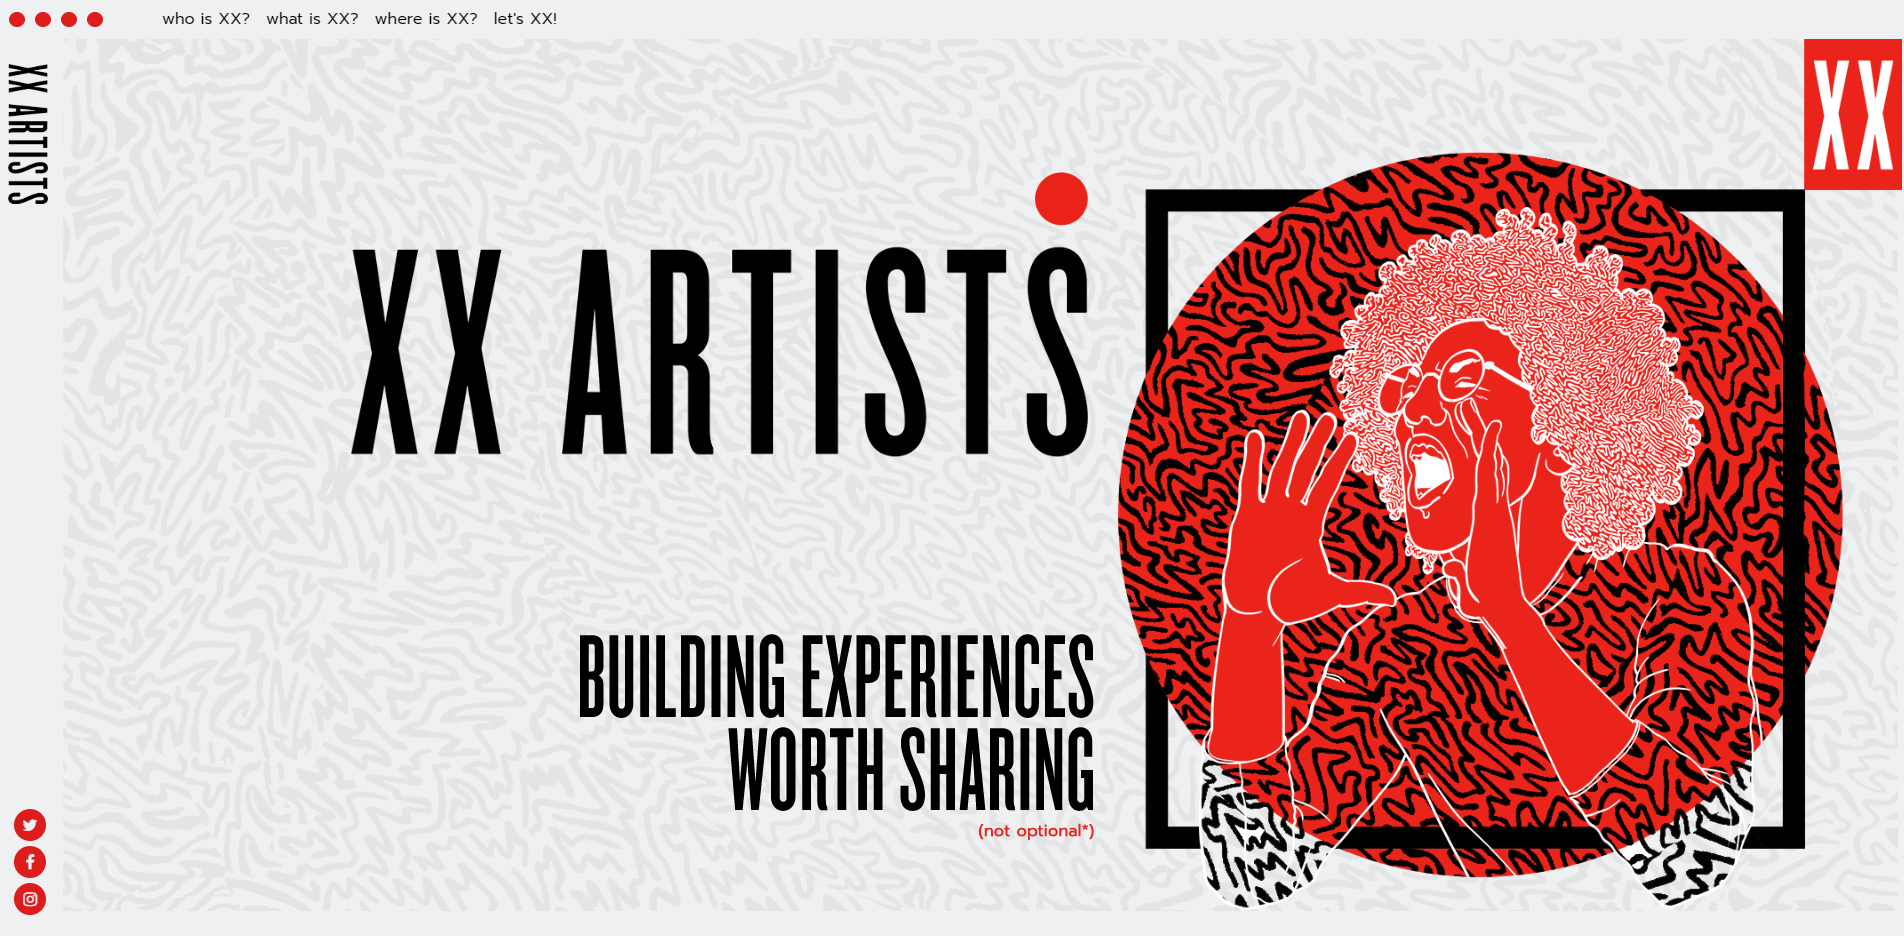 who is XX? what is XX? where is XX? let's XX!
XX ARTISTS
XX
XX ARTISTS
BUILDING EXPERIENCES
WORTH SHARING
(not optional*)